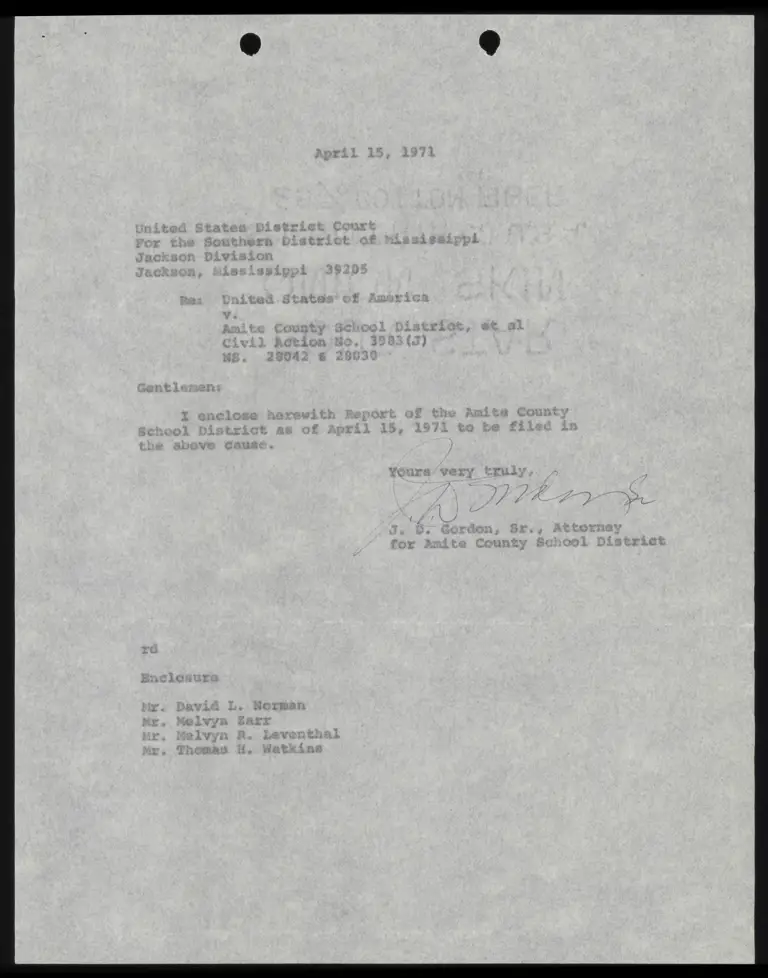 April 15, 1971
United States District Court
For the Southern District of Mississippi
Jackson Division
Jackson, Mississippi 39205
Re: United States of America
v.
Amite County School District, et al
Civil Action No. 3983(J)
NS. 28042 & 28030
Gentlemen:
I enclose herewith Report of the Amite County
School District as of April 15, 1971 to be filed in
the above cause.
Yours very truly,
J. D. Gordon, Sr., Attorney
for Amite County School District
rd
Enclosure
Mr. David L. Norman
Mr. Melvyn Zarr
Mr. Melvyn R. Leventhal
Mr. Thomas H. Watkins